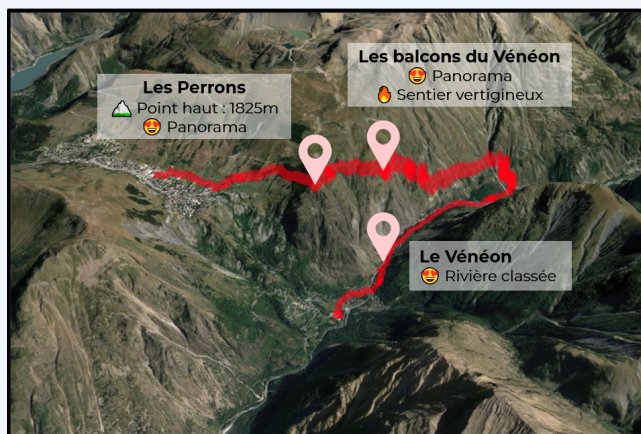 Les Perrons
Point haut : 1825m
Panorama
Les balcons du Vénéon
Panorama
Sentier vertigineux
Le Vénéon
Rivière classée